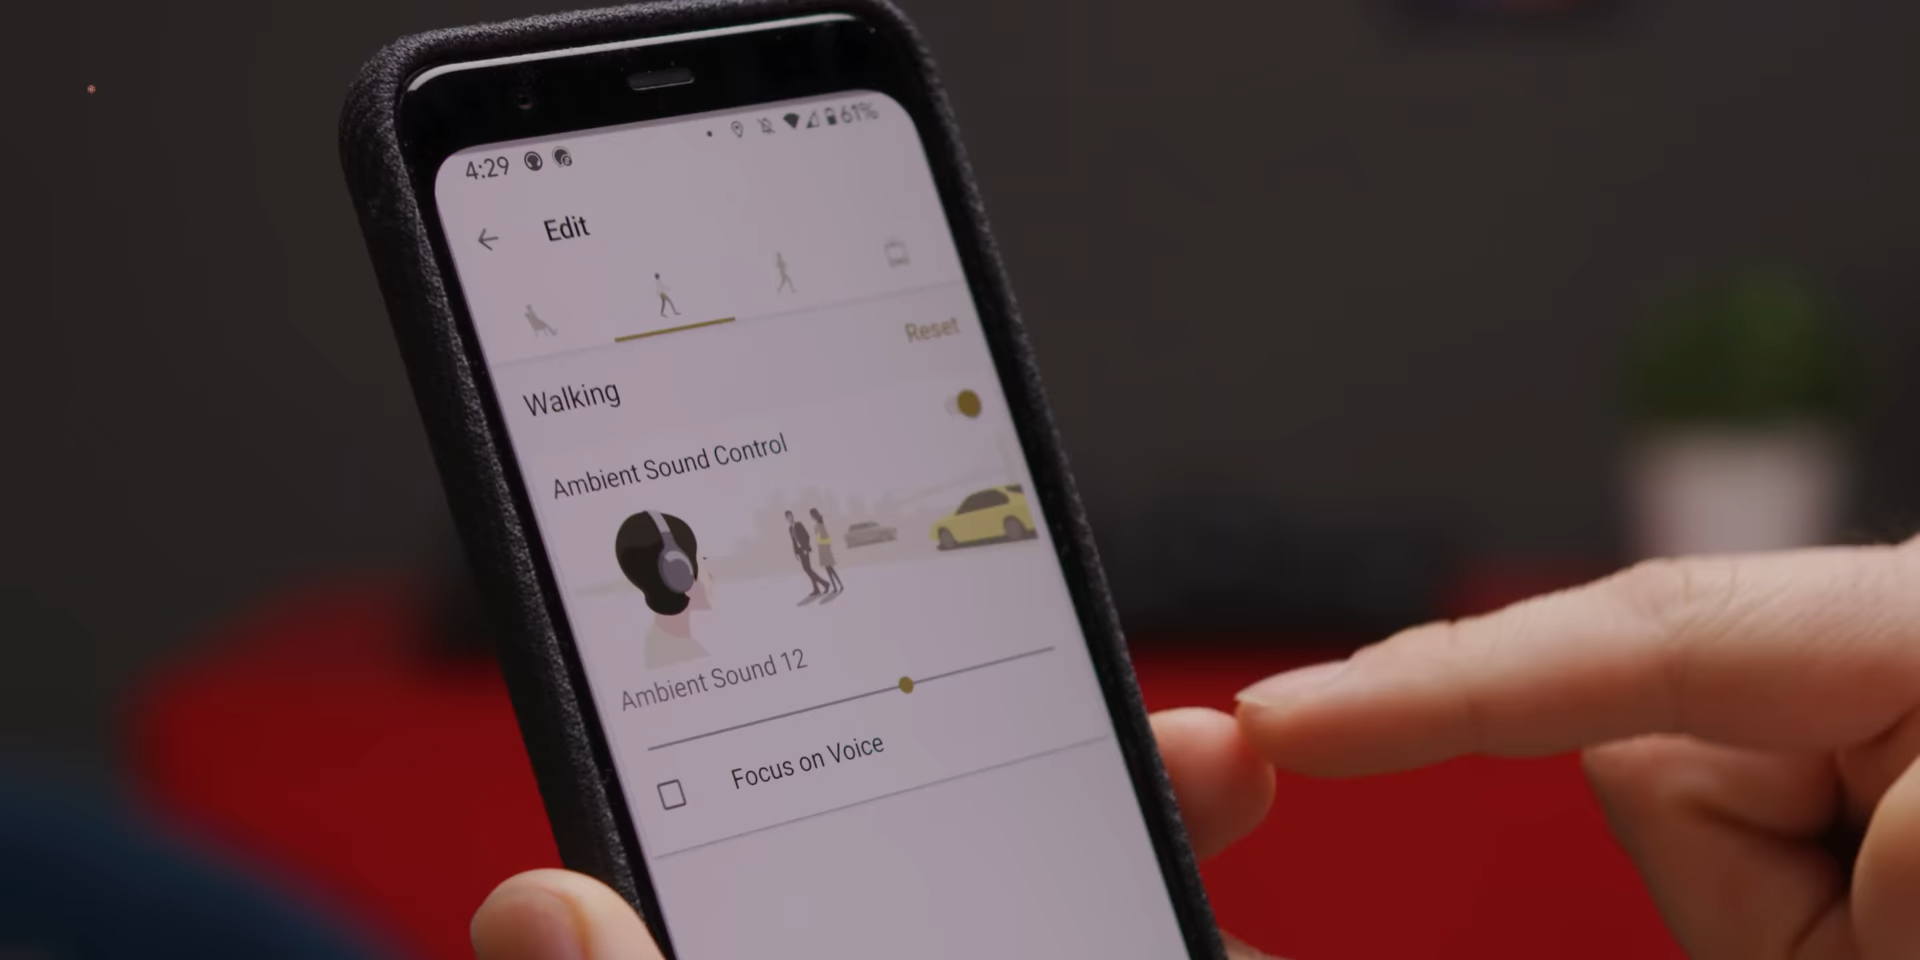 4:29 61%
Edit
Reset
Walking
Ambient Sound Control
Ambient Sound 12
Focus on Voice